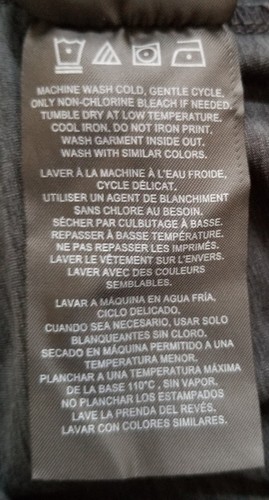 MACHINE WASH COLD, GENTLE CYCLE.
ONLY NON-CHLORINE BLEACH IF NEEDED.
TUMBLE DRY AT LOW TEMPERATURE.
COOL IRON. DO NOT IRON PRINT.
WASH GARMENT INSIDE OUT.
WASH WITH SIMILAR COLORS.
LAVER À LA MACHINE À L'EAU FROIDE,
CYCLE DÉLICAT.
UTILISER UN AGENT DE BLANCHIMENT
SANS CHLORE AU BESOIN.
SÉCHER PAR CULBUTAGE À BASSE.
REPASSER À BASSE TEMPÉRATURE.
NE PAS REPASSER LES IMPRIMÉS.
LAVER LE VÊTEMENT SUR L'ENVERS.
LAVER AVEC DES COULEURS
SEMBLABLES.
LAVAR A MÁQUINA EN AGUA FRÍA,
CICLO DELICADO.
CUANDO SEA NECESARIO, USAR SOLO
BLANQUEANTES SIN CLORO.
SECADO EN MÁQUINA PERMITIDO A UNA
TEMPERATURA MENOR.
PLANCHAR A UNA TEMPERATURA MÁXIMA
DE LA BASE 110°C , SIN VAPOR.
NO PLANCHAR LOS ESTAMPADOS
LAVE LA PRENDA DEL REVÉS.
LAVAR CON COLORES SIMILARES.